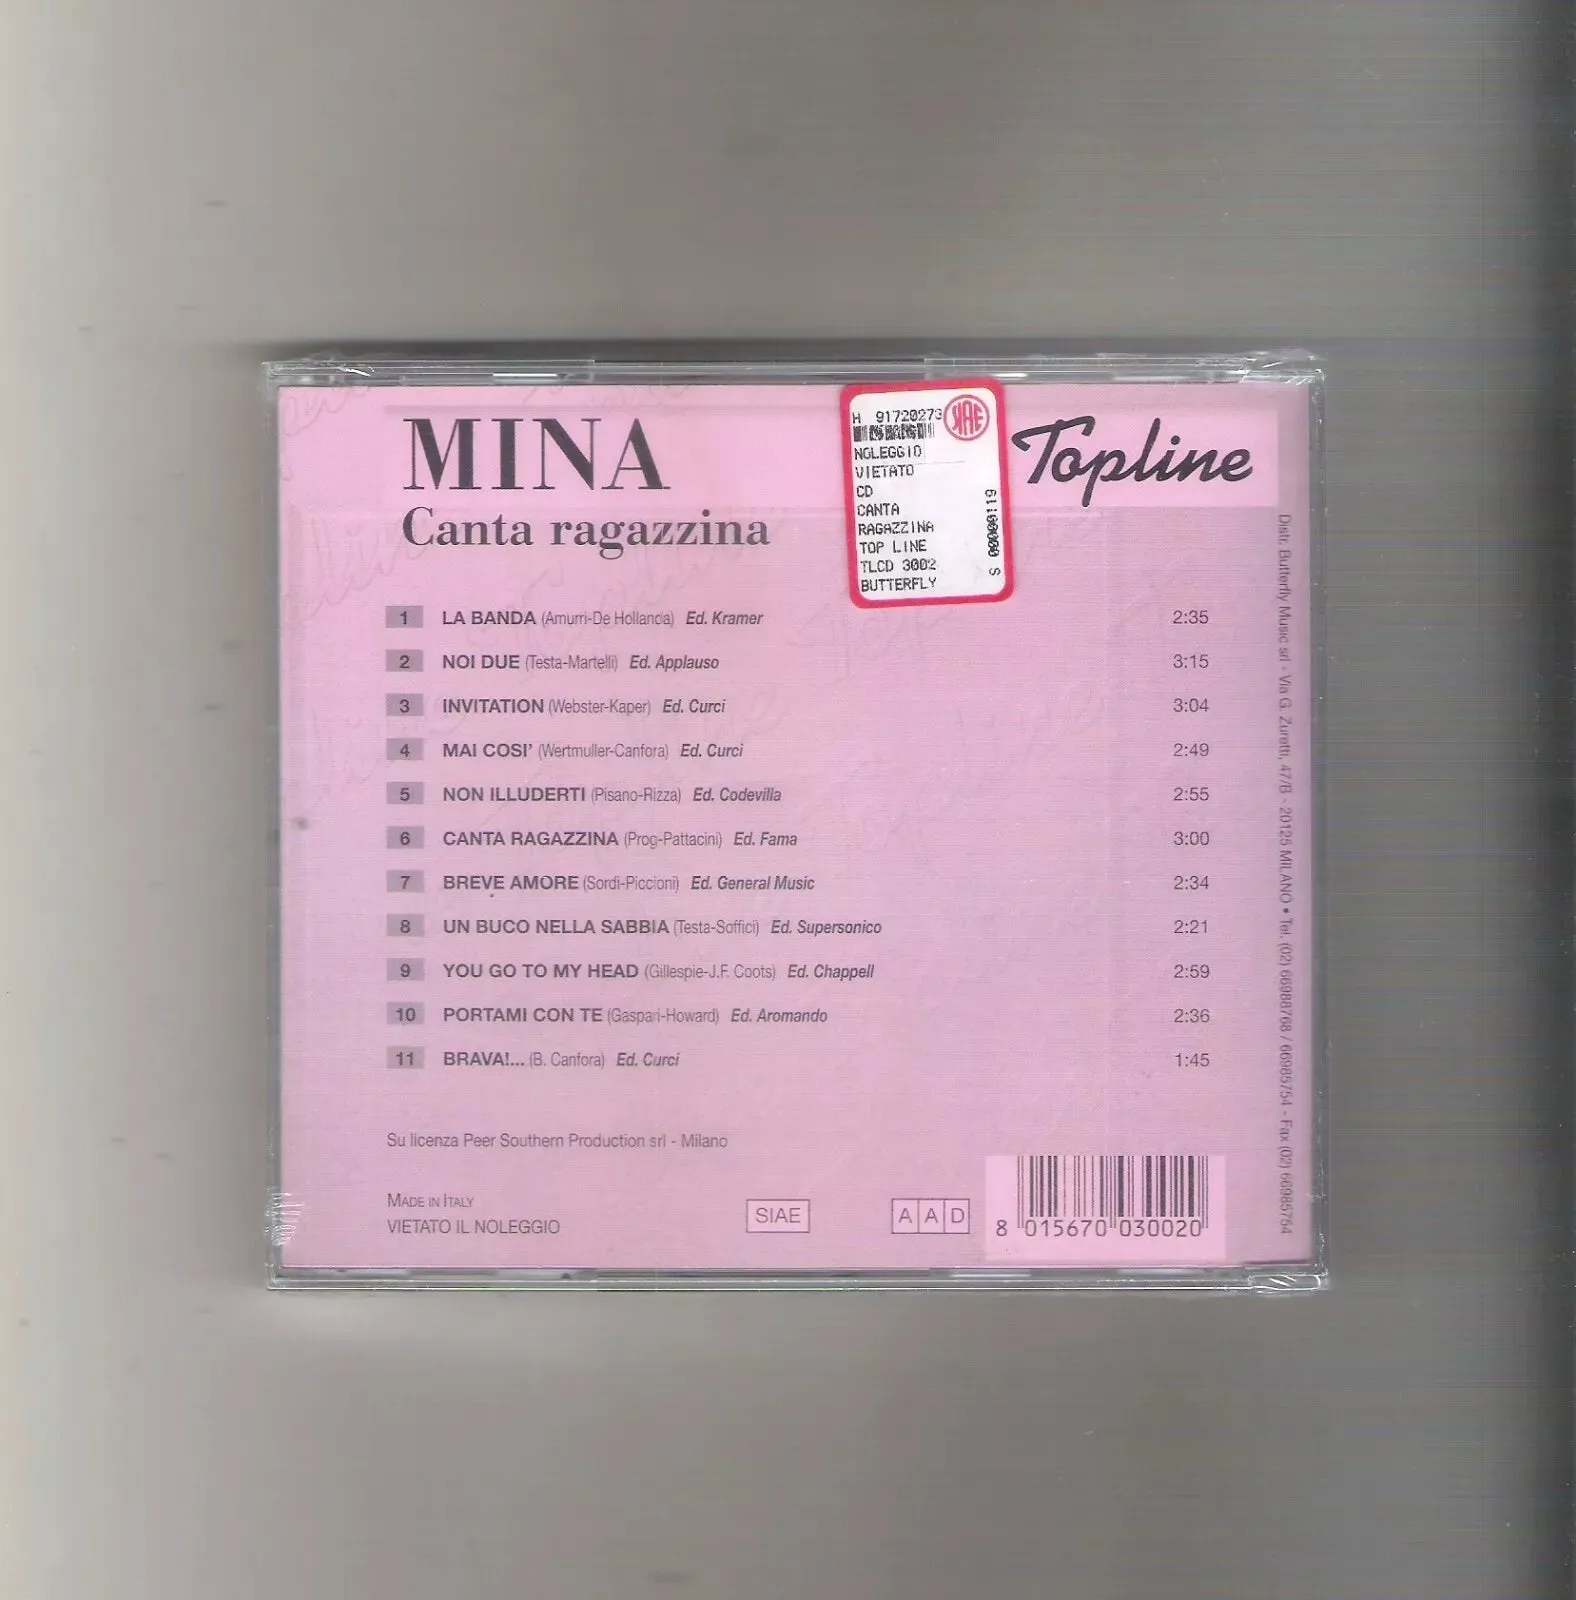 MINA
Canta ragazzina
H 91720273
SIAE
NOLEGGIO
VIETATO
CD
CANTA
RAGAZZINA
TOP LINE
TLCD 3002
BUTTERFLY
S 00000119
Topline
1 LA BANDA (Amurri-De Hollanda) Ed. Kramer 2:35
2 NOI DUE (Testa-Martelli) Ed. Applauso 3:15
3 INVITATION (Webster-Kaper) Ed. Curci 3:04
4 MAI COSI' (Wertmuller-Canfora) Ed. Curci 2:49
5 NON ILLUDERTI (Pisano-Rizza) Ed. Codevilla 2:55
6 CANTA RAGAZZINA (Prog-Pattacini) Ed. Fama 3:00
7 BREVE AMORE (Sordi-Piccioni) Ed. General Music 2:34
8 UN BUCO NELLA SABBIA (Testa-Soffici) Ed. Supersonico 2:21
9 YOU GO TO MY HEAD (Gillespie-J.F. Coots) Ed. Chappell 2:59
10 PORTAMI CON TE (Gaspari-Howard) Ed. Aromando 2:36
11 BRAVA!... (B. Canfora) Ed. Curci 1:45
Su licenza Peer Southern Production srl - Milano
MADE IN ITALY
VIETATO IL NOLEGGIO
SIAE
AAD
8 015670 030020
Distr. Butterfly Music srl - Via G. Zuretti, 47/B - 20125 MILANO • Tel. (02) 66988768 / 66985754 - Fax (02) 66985754